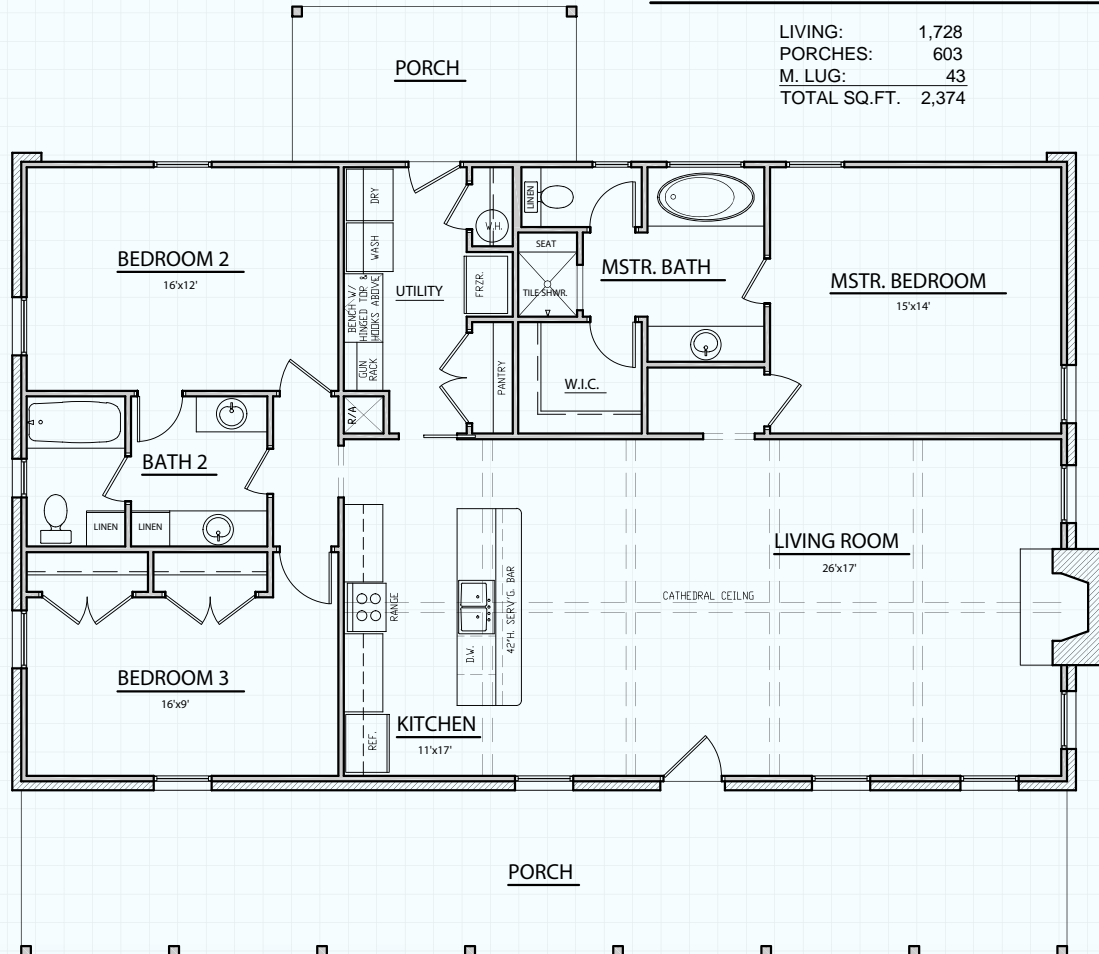 LIVING: 1,728
PORCHES: 603
M. LUG: 43
TOTAL SQ.FT. 2,374
PORCH
BEDROOM 2
16'x12'
DRY
WASH
BENCH W/
HINGED TOP &
HOOKS ABOVE
GUN
RACK
R/A
UTILITY
W.H.
FRZR.
PANTRY
LINEN
SEAT
TILE SHWR.
MSTR. BATH
W.I.C.
MSTR. BEDROOM
15'x14'
BATH 2
LINEN
LINEN
LIVING ROOM
26'x17'
CATHEDRAL CEILNG
RANGE
D.W.
42"H. SERV'G. BAR
BEDROOM 3
16'x9'
REF.
KITCHEN
11'x17'
PORCH